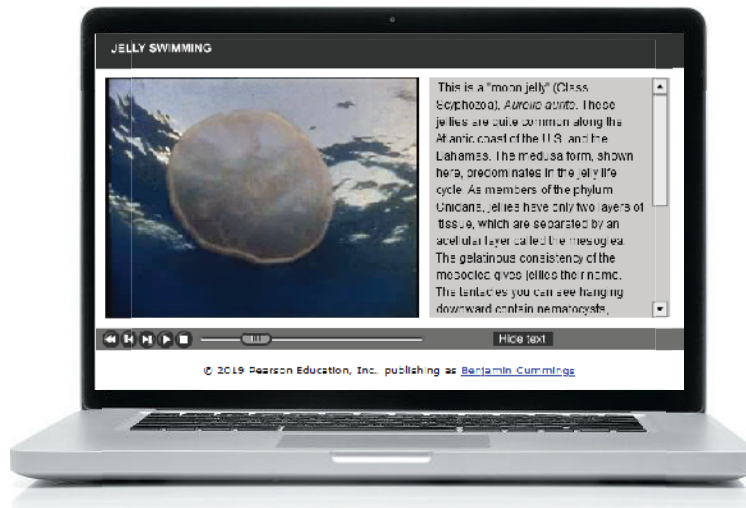 JELLY SWIMMING
This is a "moon jelly" (Class
Scyphozoa), Aurelia aurita. These
jellies are quite common along the
Atlantic coast of the U.S. and the
Bahamas. The medusa form, shown
here, predominates in the jelly life
cycle. As members of the phylum
Cnidaria, jellies have only two layers of
tissue, which are separated by an
acellular layer called the mesoglea.
The gelatinous consistency of the
mesoglea gives jellies their name.
The tentacles you can see hanging
downward contain nematocysts,
Hide text
© 2019 Pearson Education, Inc., publishing as Benjamin Cummings